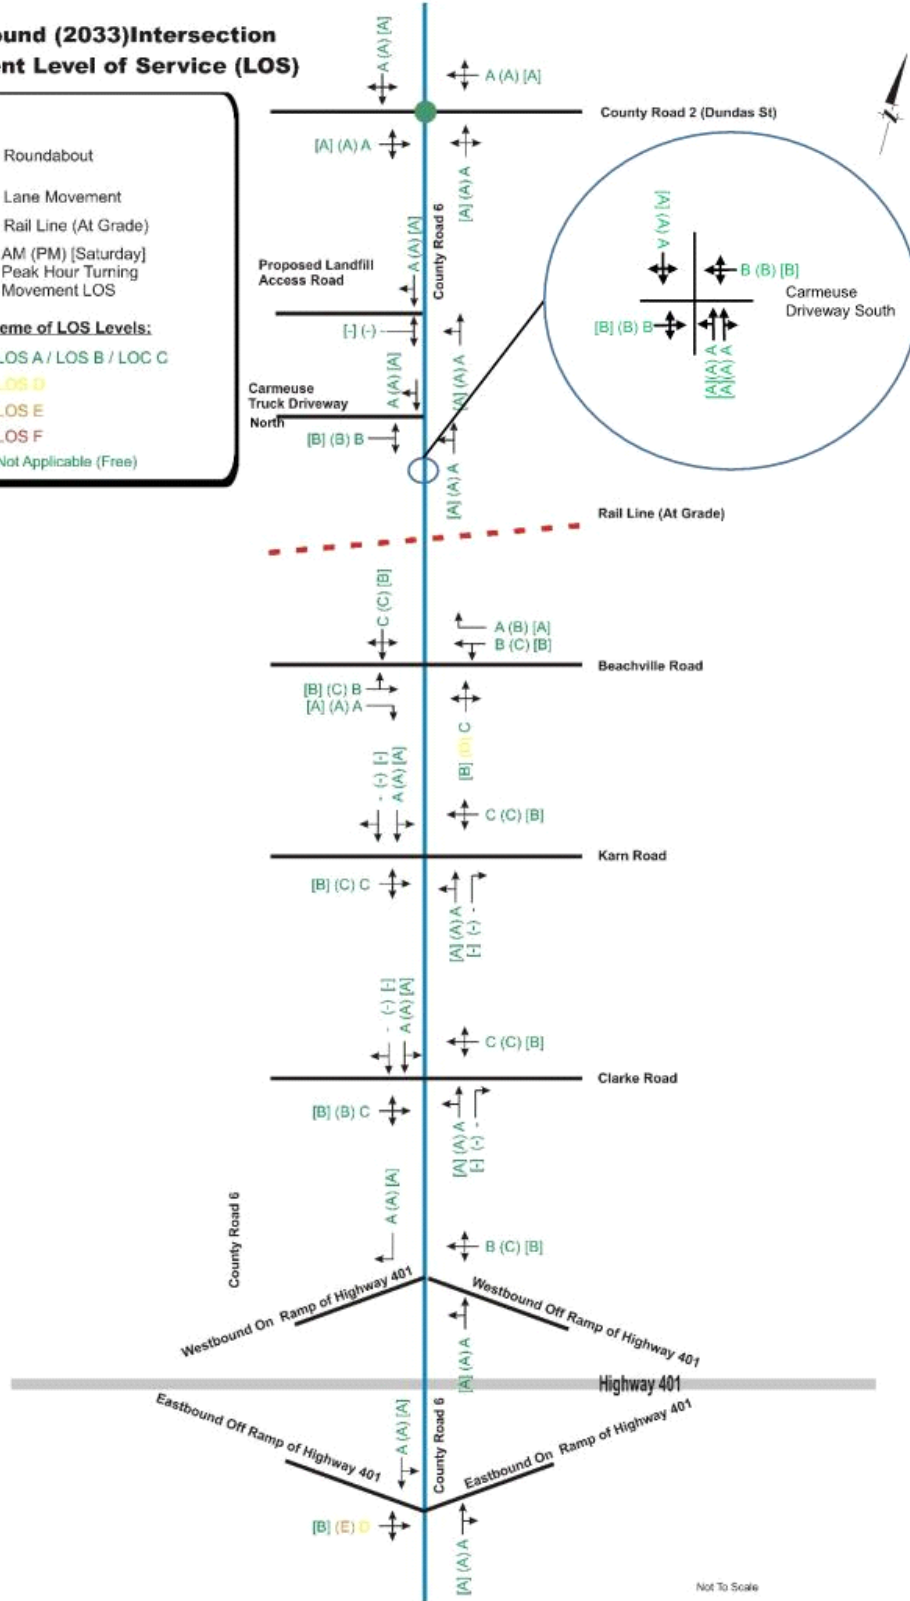 ound (2033)Intersection
ent Level of Service (LOS)
Roundabout
Lane Movement
Rail Line (At Grade)
AM (PM) [Saturday]
Peak Hour Turning
Movement LOS
eme of LOS Levels:
LOS A / LOS B / LOC C
LOS D
LOS E
LOS F
Not Applicable (Free)
A (A) [A]
A (A) [A]
County Road 2 (Dundas St)
N
[A] (A) A
[A] (A) A
County Road 6
A (A) [A]
Proposed Landfill
Access Road
[-] (-)
[A] (A) A
A (A) [A]
Carmeuse
Truck Driveway
North
[B] (B) B
[A] (A) A
[A] (A) A
B (B) [B]
Carmeuse
Driveway South
[B] (B) B
[A](A) A
[A](A) A
Rail Line (At Grade)
C (C) [B]
A (B) [A]
B (C) [B]
Beachville Road
[B] (C) B
[A] (A) A
[B] (D) C
- (-) [-]
A (A) [A]
C (C) [B]
Karn Road
[B] (C) C
[A] (A) A
[-] (-) -
- (-) [-]
A (A) [A]
C (C) [B]
Clarke Road
[B] (B) C
[A] (A) A
[-] (-) -
A (A) [A]
County Road 6
B (C) [B]
Westbound On Ramp of Highway 401
Westbound Off Ramp of Highway 401
[A] (A) A
Highway 401
Eastbound Off Ramp of Highway 401
A (A) [A]
County Road 6
Eastbound On Ramp of Highway 401
[B] (E) D
[A] (A) A
Not To Scale